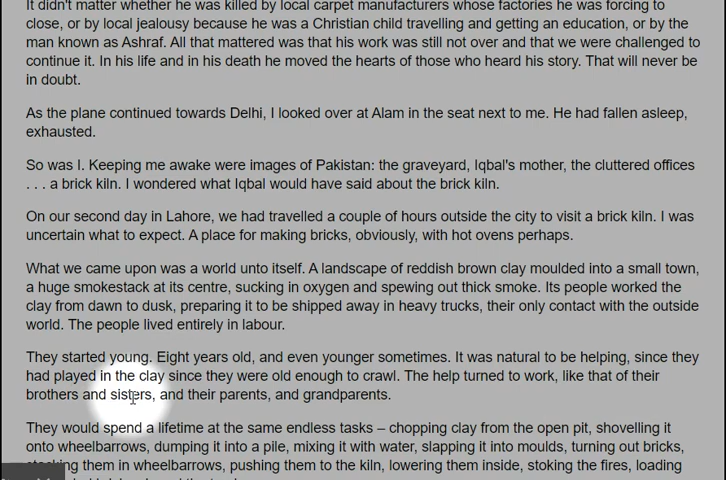 It didn't matter whether he was killed by local carpet manufacturers whose factories he was forcing to
close, or by local jealousy because he was a Christian child travelling and getting an education, or by the
man known as Ashraf. All that mattered was that his work was still not over and that we were challenged to
continue it. In his life and in his death he moved the hearts of those who heard his story. That will never be
in doubt.
As the plane continued towards Delhi, I looked over at Alam in the seat next to me. He had fallen asleep,
exhausted.
So was I. Keeping me awake were images of Pakistan: the graveyard, Iqbal's mother, the cluttered offices
. . . a brick kiln. I wondered what Iqbal would have said about the brick kiln.
On our second day in Lahore, we had travelled a couple of hours outside the city to visit a brick kiln. I was
uncertain what to expect. A place for making bricks, obviously, with hot ovens perhaps.
What we came upon was a world unto itself. A landscape of reddish brown clay moulded into a small town,
a huge smokestack at its centre, sucking in oxygen and spewing out thick smoke. Its people worked the
clay from dawn to dusk, preparing it to be shipped away in heavy trucks, their only contact with the outside
world. The people lived entirely in labour.
They started young. Eight years old, and even younger sometimes. It was natural to be helping, since they
had played in the clay since they were old enough to crawl. The help turned to work, like that of their
brothers and sisters, and their parents, and grandparents.
They would spend a lifetime at the same endless tasks – chopping clay from the open pit, shovelling it
onto wheelbarrows, dumping it into a pile, mixing it with water, slapping it into moulds, turning out bricks,
stacking them in wheelbarrows, pushing them to the kiln, lowering them inside, stoking the fires, loading